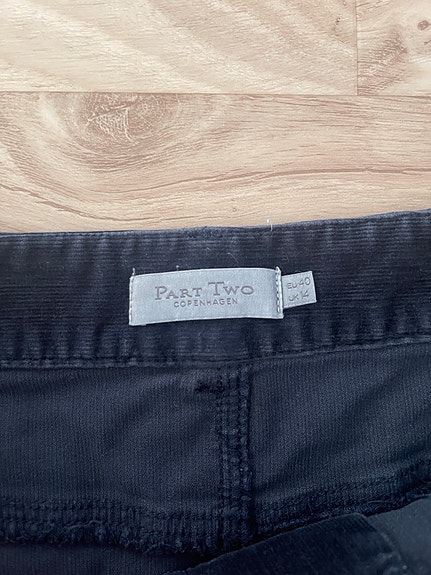 PART TWO
COPENHAGEN
EU 40
UK 14